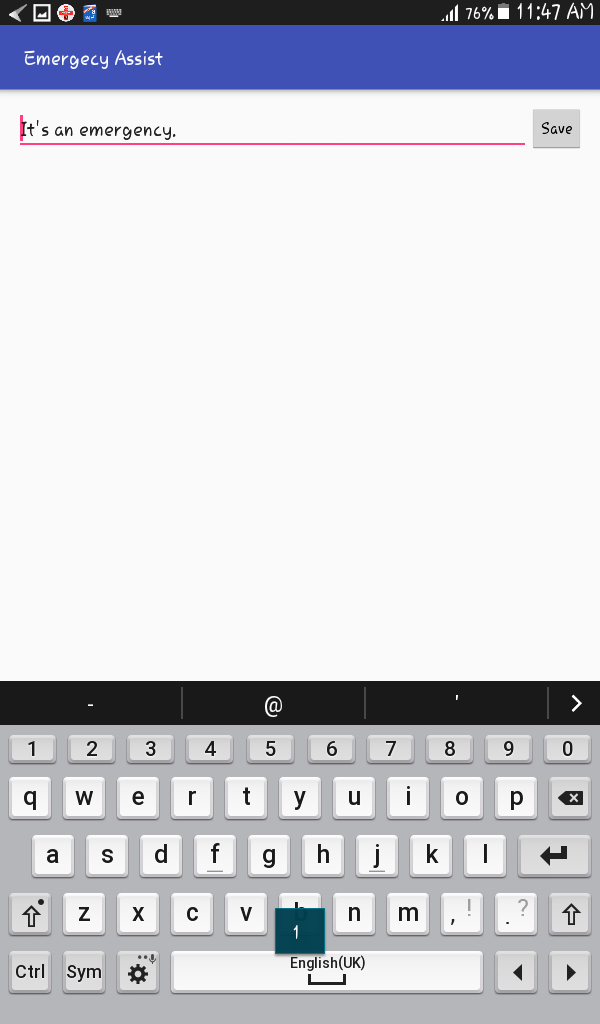 76% 11:47 AM
Emergecy Assist
It's an emergency.
Save
- @ '
1 2 3 4 5 6 7 8 9 0
q w e r t y u i o p
a s d f g h j k l
z x c v b n m , ! . ?
1
Ctrl Sym English(UK)